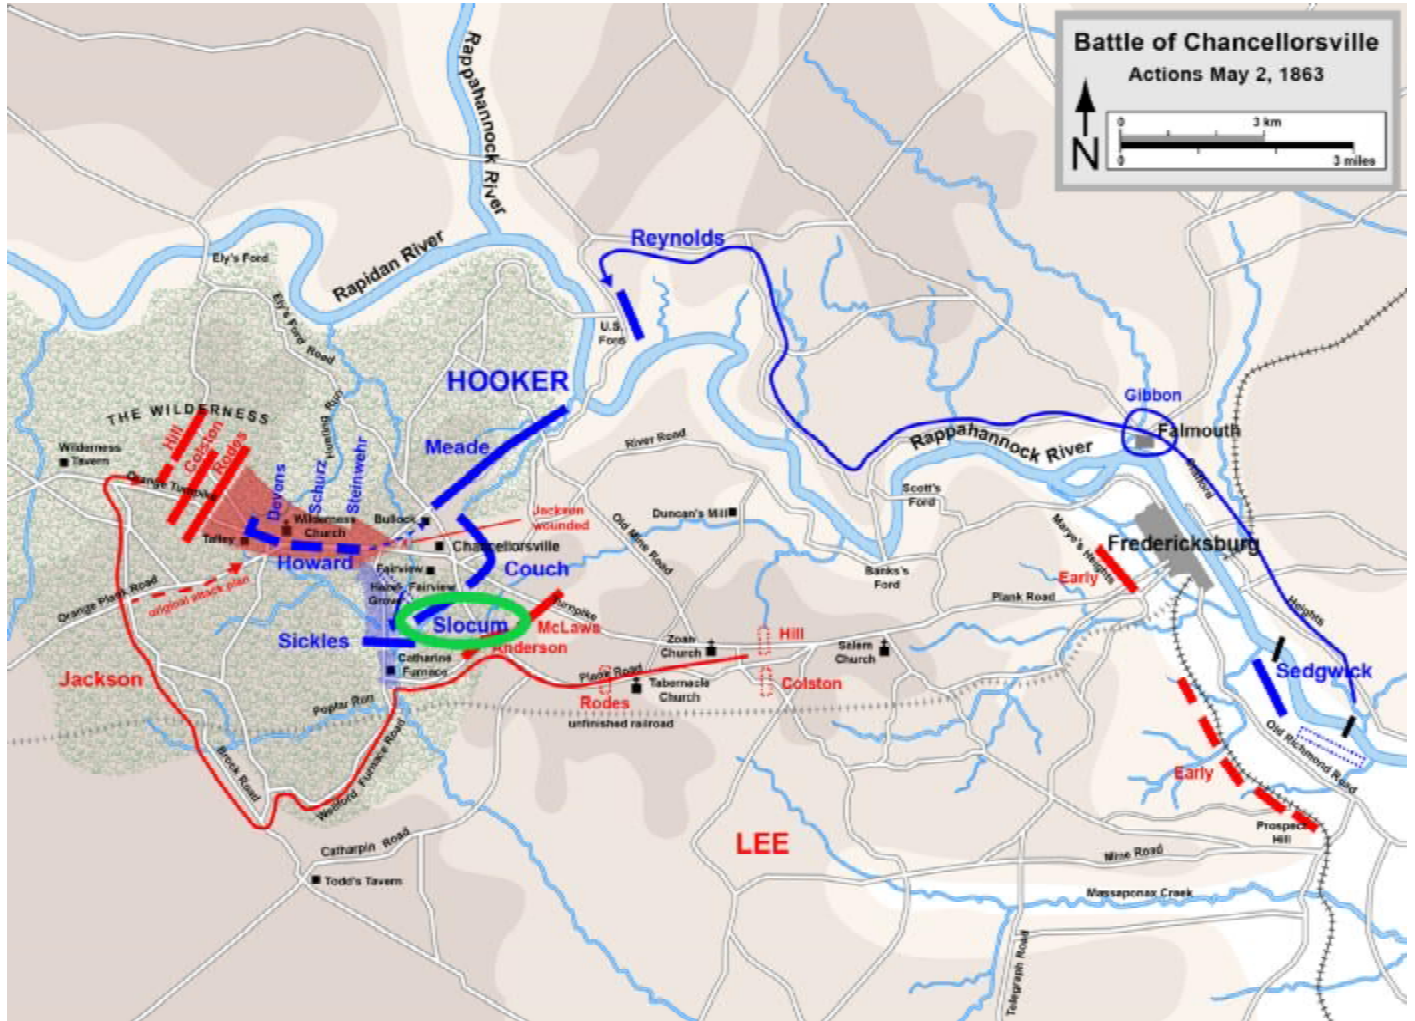 Battle of Chancellorsville
Actions May 2, 1863
0
3 km
N
0
3 miles
Rappahannock River
Reynolds
Rapidan River
Ely's Ford
Ely's Ford Road
U.S.
Ford
HOOKER
Gibbon
Falmouth
THE WILDERNESS
Hill
Colston
Rodes
Wilderness
Tavern
Meade
River Road
Rappahannock River
Stafford
Heights
Hunting Run
Orange Turnpike
Devens
Schurz
Steinwehr
Scott's
Ford
Wilderness
Church
Bullock
Jackson
wounded
Duncan's Mill
Old Mine Road
Talley
Chancellorsville
Marye's Heights
Fredericksburg
Howard
Fairview
Couch
Banks's
Ford
Early
Hazel
Grove
Fairview
Orange Plank Road
original attack plan
Turnpike
Plank Road
Slocum
McLaws
Sickles
Anderson
Zoan
Church
Hill
Salem
Church
Catharine
Furnace
Jackson
Plank Road
Tabernacle
Church
Colston
Sedgwick
Poplar Run
Rodes
unfinished railroad
Old Richmond Road
Brock Road
Wellford Furnace Road
Early
Prospect
Hill
Catharpin Road
LEE
Mine Road
Todd's Tavern
Massaponax Creek
Telegraph Road